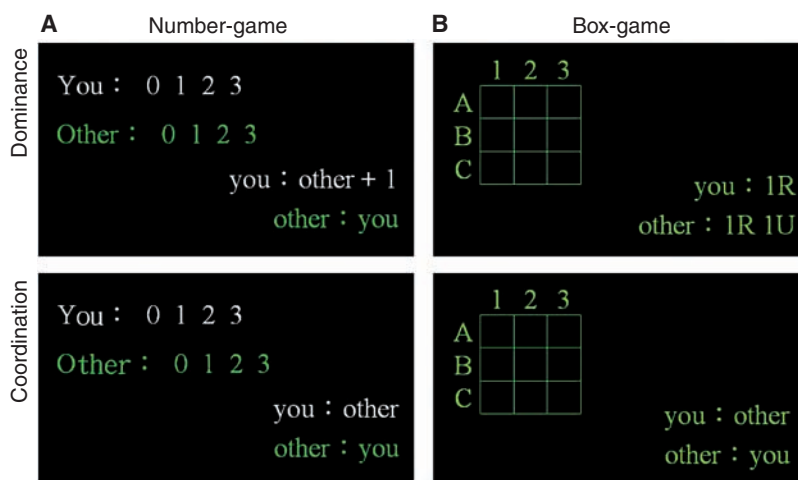 A Number-game
B Box-game
Dominance
You : 0 1 2 3
Other : 0 1 2 3
you : other + 1
other : you
1 2 3
A
B
C
you : 1R
other : 1R 1U
Coordination
You : 0 1 2 3
Other : 0 1 2 3
you : other
other : you
1 2 3
A
B
C
you : other
other : you